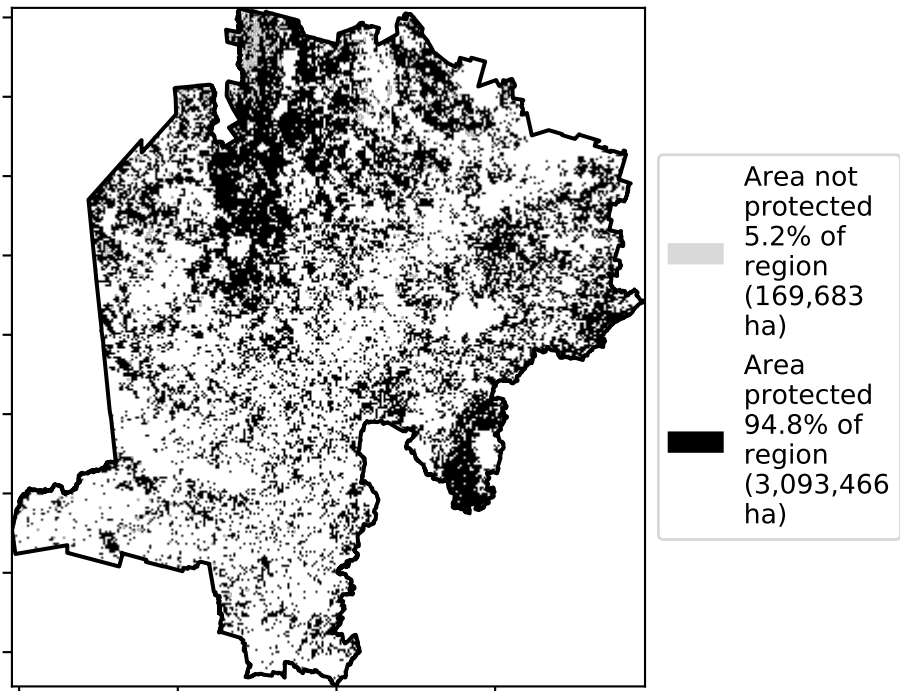 Area not
protected
5.2% of
region
(169,683
ha)
Area
protected
94.8% of
region
(3,093,466
ha)